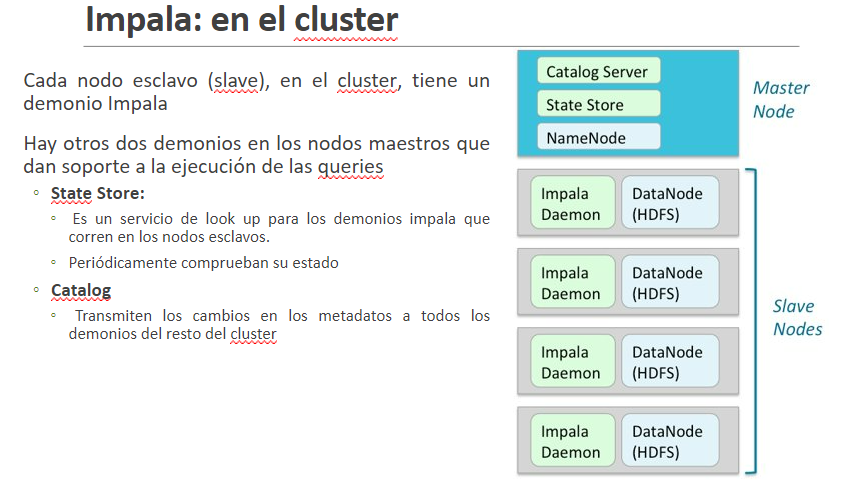 Impala: en el cluster
Cada nodo esclavo (slave), en el cluster, tiene un
demonio Impala
Hay otros dos demonios en los nodos maestros que
dan soporte a la ejecución de las queries
◦ State Store:
◦ Es un servicio de look up para los demonios impala que
corren en los nodos esclavos.
◦ Periódicamente comprueban su estado
◦ Catalog
◦ Transmiten los cambios en los metadatos a todos los
demonios del resto del cluster
Catalog Server
State Store
NameNode
Master
Node
Impala
Daemon
DataNode
(HDFS)
Impala
Daemon
DataNode
(HDFS)
Impala
Daemon
DataNode
(HDFS)
Impala
Daemon
DataNode
(HDFS)
Slave
Nodes